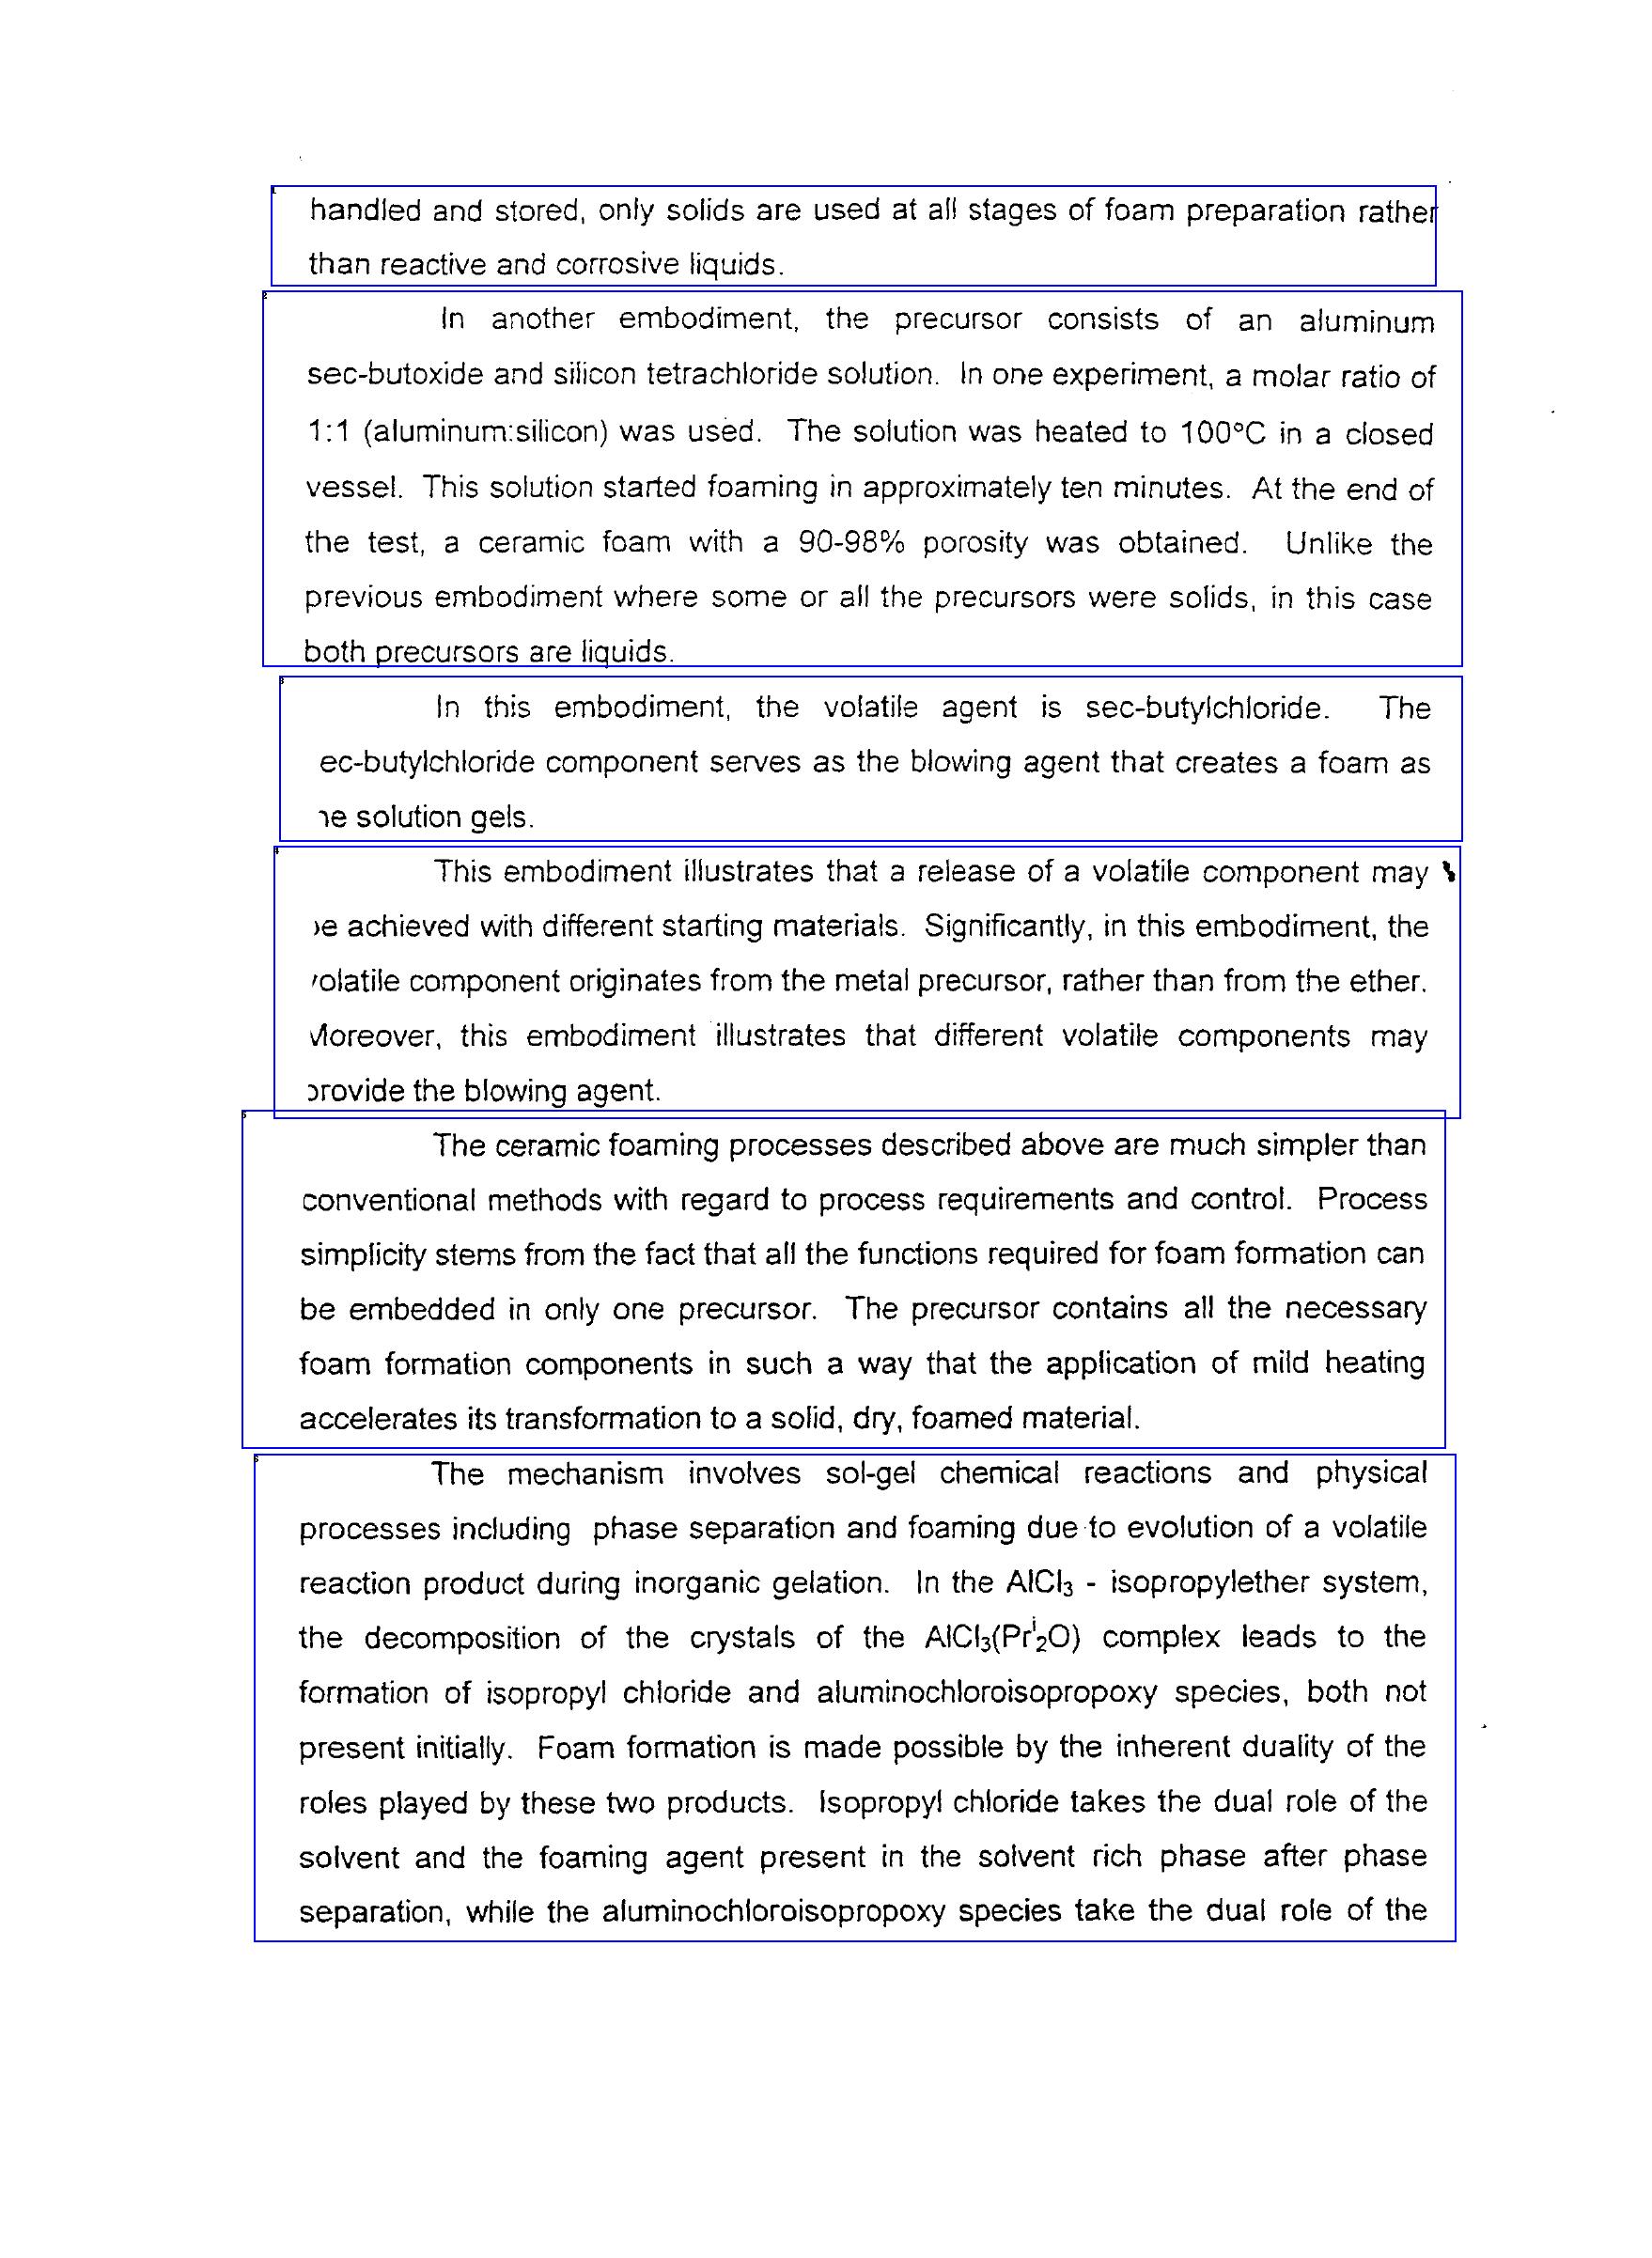 handled and stored, only solids are used at all stages of foam preparation rather
than reactive and corrosive liquids.
In another embodiment, the precursor consists of an aluminum
sec-butoxide and silicon tetrachloride solution. In one experiment, a molar ratio of
1:1 (aluminum:silicon) was used. The solution was heated to 100°C in a closed
vessel. This solution started foaming in approximately ten minutes. At the end of
the test, a ceramic foam with a 90-98% porosity was obtained. Unlike the
previous embodiment where some or all the precursors were solids, in this case
both precursors are liquids.
In this embodiment, the volatile agent is sec-butylchloride. The
ec-butylchloride component serves as the blowing agent that creates a foam as
solution gels.
This embodiment illustrates that a release of a volatile component may
achieved with different starting materials. Significantly, in this embodiment, the
olatile component originates from the metal precursor, rather than from the ether.
Moreover, this embodiment illustrates that different volatile components may
provide the blowing agent.
The ceramic foaming processes described above are much simpler than
conventional methods with regard to process requirements and control. Process
simplicity stems from the fact that all the functions required for foam formation can
be embedded in only one precursor. The precursor contains all the necessary
foam formation components in such a way that the application of mild heating
accelerates its transformation to a solid, dry, foamed material.
The mechanism involves sol-gel chemical reactions and physical
processes including phase separation and foaming due to evolution of a volatile
reaction product during inorganic gelation. In the AlCl₃ - isopropylether system,
the decomposition of the crystals of the AlCl₃(Prⁱ₂O) complex leads to the
formation of isopropyl chloride and aluminochloroisopropoxy species, both not
present initially. Foam formation is made possible by the inherent duality of the
roles played by these two products. Isopropyl chloride takes the dual role of the
solvent and the foaming agent present in the solvent rich phase after phase
separation, while the aluminochloroisopropoxy species take the dual role of the